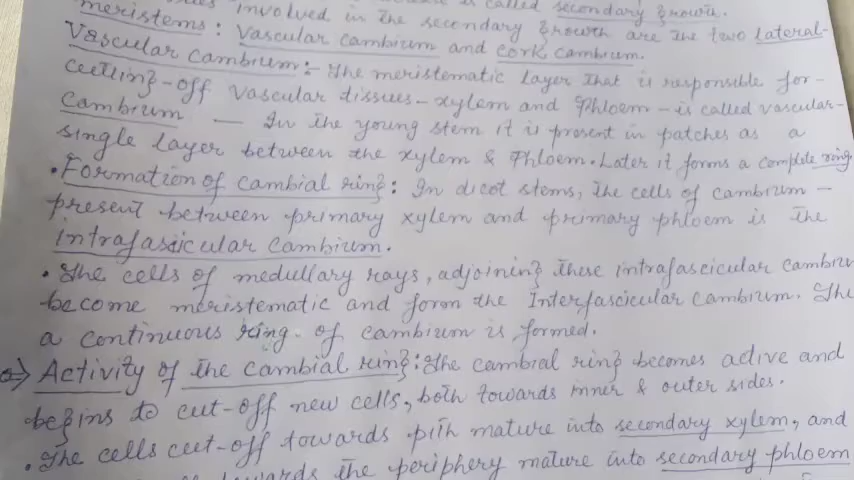 involved in the secondary growth are the two lateral-
is called secondary growth.
meristems: Vascular cambium and cork cambium.
Vascular cambium:- The meristematic layer that is responsible for-
cutting-off vascular tissues - xylem and Phloem - is called vascular-
cambium — In the young stem it is present in patches as a
single layer between the xylem & Phloem. Later it forms a complete ring
• Formation of cambial ring: In dicot stems, the cells of cambium -
present between primary xylem and primary phloem is the
intrafasicular cambium.
• The cells of medullary rays, adjoining these intrafascicular cambiu
become meristematic and form the Interfascicular cambium. The
a continuous ring of cambium is formed.
Activity of the cambial ring: The cambial ring becomes active and
begins to cut-off new cells, both towards inner & outer sides.
• The cells cut-off towards pith mature into secondary xylem, and
towards the periphery mature into secondary phloem